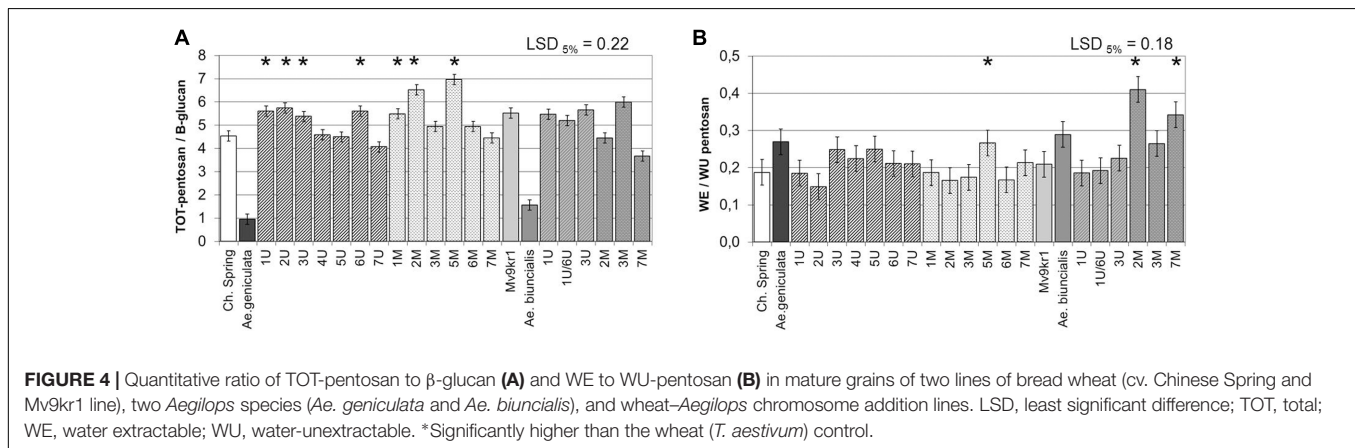 A
LSD 5% = 0.22
TOT-pentosan / B-glucan
8
7
6
5
4
3
2
1
0
* * * * * * *
Ch. Spring
Ae.geniculata
1U
2U
3U
4U
5U
6U
7U
1M
2M
3M
5M
6M
7M
Mv9kr1
Ae. biuncialis
1U
1U/6U
3U
2M
3M
7M
B
LSD 5% = 0.18
WE / WU pentosan
0,5
0,4
0,3
0,2
0,1
0,0
* * *
Ch. Spring
Ae.geniculata
1U
2U
3U
4U
5U
6U
7U
1M
2M
3M
5M
6M
7M
Mv9kr1
Ae. biuncialis
1U
1U/6U
3U
2M
3M
7M
FIGURE 4 | Quantitative ratio of TOT-pentosan to β-glucan (A) and WE to WU-pentosan (B) in mature grains of two lines of bread wheat (cv. Chinese Spring and
Mv9kr1 line), two Aegilops species (Ae. geniculata and Ae. biuncialis), and wheat–Aegilops chromosome addition lines. LSD, least significant difference; TOT, total;
WE, water extractable; WU, water-unextractable. *Significantly higher than the wheat (T. aestivum) control.